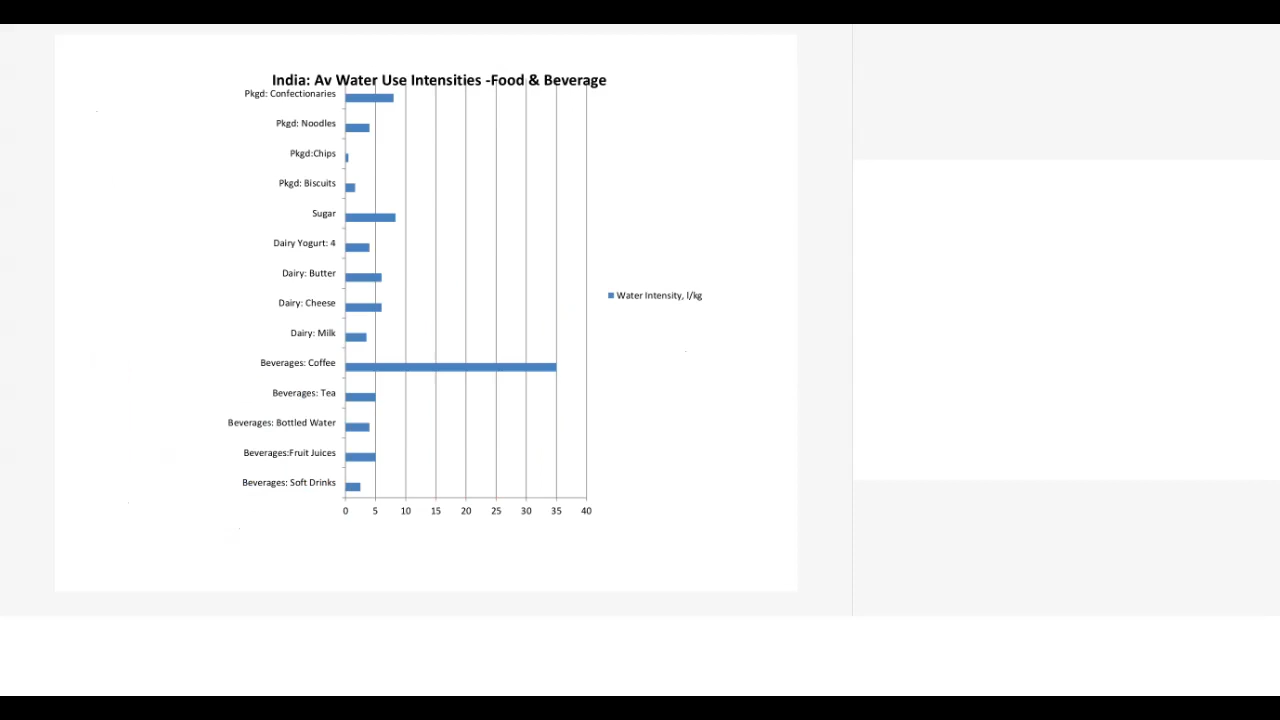 India: Av Water Use Intensities -Food & Beverage
Pkgd: Confectionaries
Pkgd: Noodles
Pkgd:Chips
Pkgd: Biscuits
Sugar
Dairy Yogurt: 4
Dairy: Butter
Dairy: Cheese
Water Intensity, l/kg
Dairy: Milk
Beverages: Coffee
Beverages: Tea
Beverages: Bottled Water
Beverages:Fruit Juices
Beverages: Soft Drinks
0 5 10 15 20 25 30 35 40